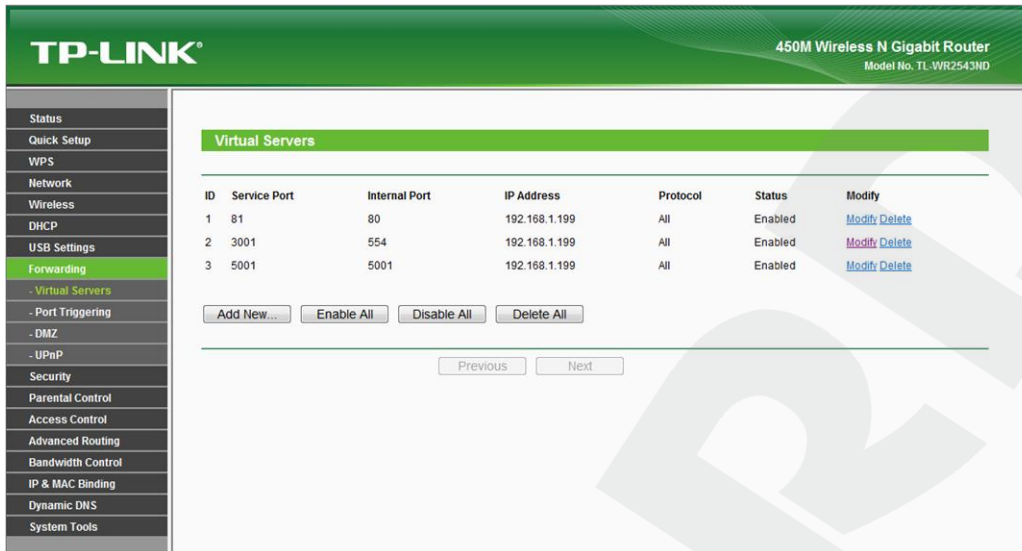 TP-LINK®
450M Wireless N Gigabit Router
Model No. TL-WR2543ND
Status
Quick Setup
WPS
Network
Wireless
DHCP
USB Settings
Forwarding
- Virtual Servers
- Port Triggering
- DMZ
- UPnP
Security
Parental Control
Access Control
Advanced Routing
Bandwidth Control
IP & MAC Binding
Dynamic DNS
System Tools
Virtual Servers
ID Service Port Internal Port IP Address Protocol Status Modify
1 81 80 192.168.1.199 All Enabled Modify Delete
2 3001 554 192.168.1.199 All Enabled Modify Delete
3 5001 5001 192.168.1.199 All Enabled Modify Delete
Add New... Enable All Disable All Delete All
Previous Next